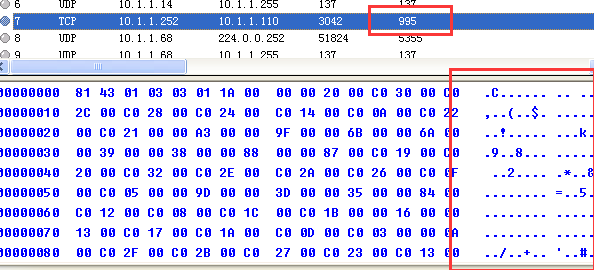 6 UDP 10.1.1.14 10.1.1.255 137 137
7 TCP 10.1.1.252 10.1.1.110 3042 995
8 UDP 10.1.1.68 224.0.0.252 51824 5355
9 UDP 10.1.1.68 10.1.1.255 137 137
00000000 81 43 01 03 03 01 1A 00 00 00 20 00 C0 30 00 C0 .C...... .. ..
00000010 2C 00 C0 28 00 C0 24 00 C0 14 00 C0 0A 00 C0 22 ,..(..$. .....
00000020 00 C0 21 00 00 A3 00 00 9F 00 00 6B 00 00 6A 00 ..!..... ...k.
00000030 00 39 00 00 38 00 00 88 00 00 87 00 C0 19 00 C0 .9..8... .....
00000040 20 00 C0 32 00 C0 2E 00 C0 2A 00 C0 26 00 C0 0F ..2.... .*..&
00000050 00 C0 05 00 00 9D 00 00 3D 00 00 35 00 00 84 00 ........ =..5.
00000060 C0 12 00 C0 08 00 C0 1C 00 C0 1B 00 00 16 00 00 ........ .....
00000070 13 00 C0 17 00 C0 1A 00 C0 0D 00 C0 03 00 00 0A ........ .....
00000080 00 C0 2F 00 C0 2B 00 C0 27 00 C0 23 00 C0 13 00 ../..+.. '..#.